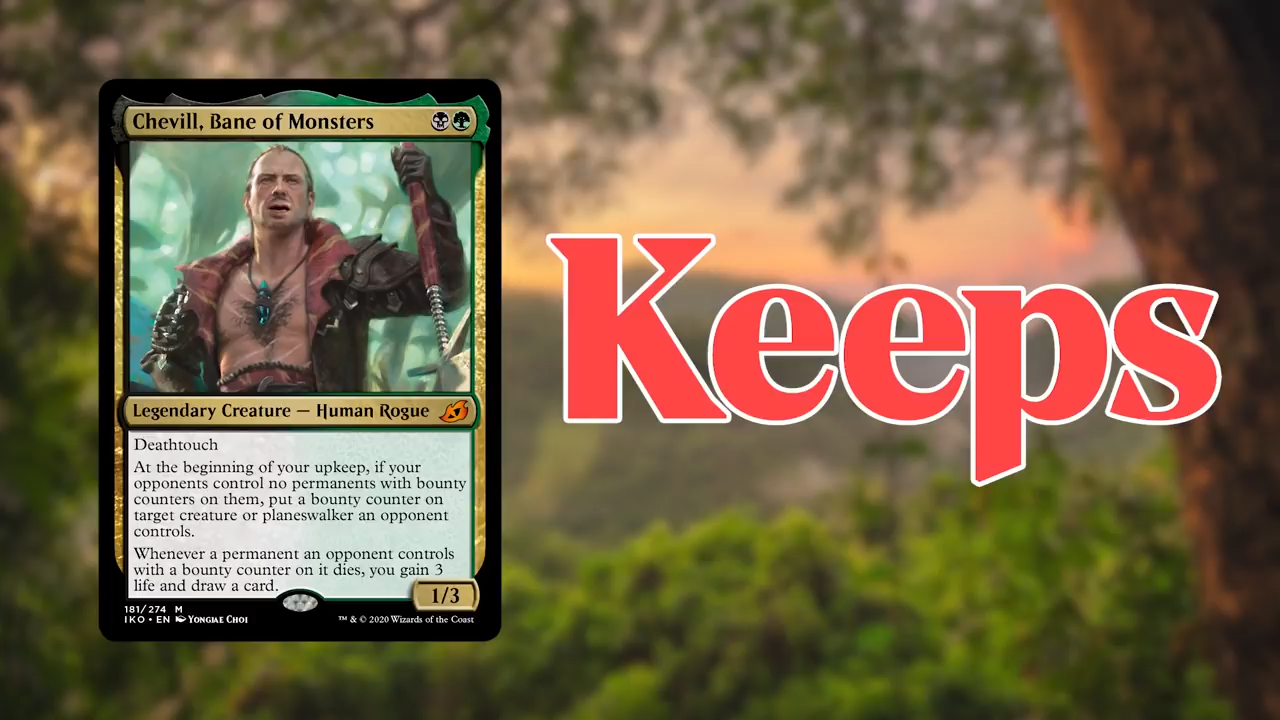 Chevill, Bane of Monsters
Keeps
Legendary Creature — Human Rogue
Deathtouch
At the beginning of your upkeep, if your
opponents control no permanents with bounty
counters on them, put a bounty counter on
target creature or planeswalker an opponent
controls.
Whenever a permanent an opponent controls
with a bounty counter on it dies, you gain 3
life and draw a card.
1/3
181/274 M
IKO • EN Yongjae Choi
™ & © 2020 Wizards of the Coast